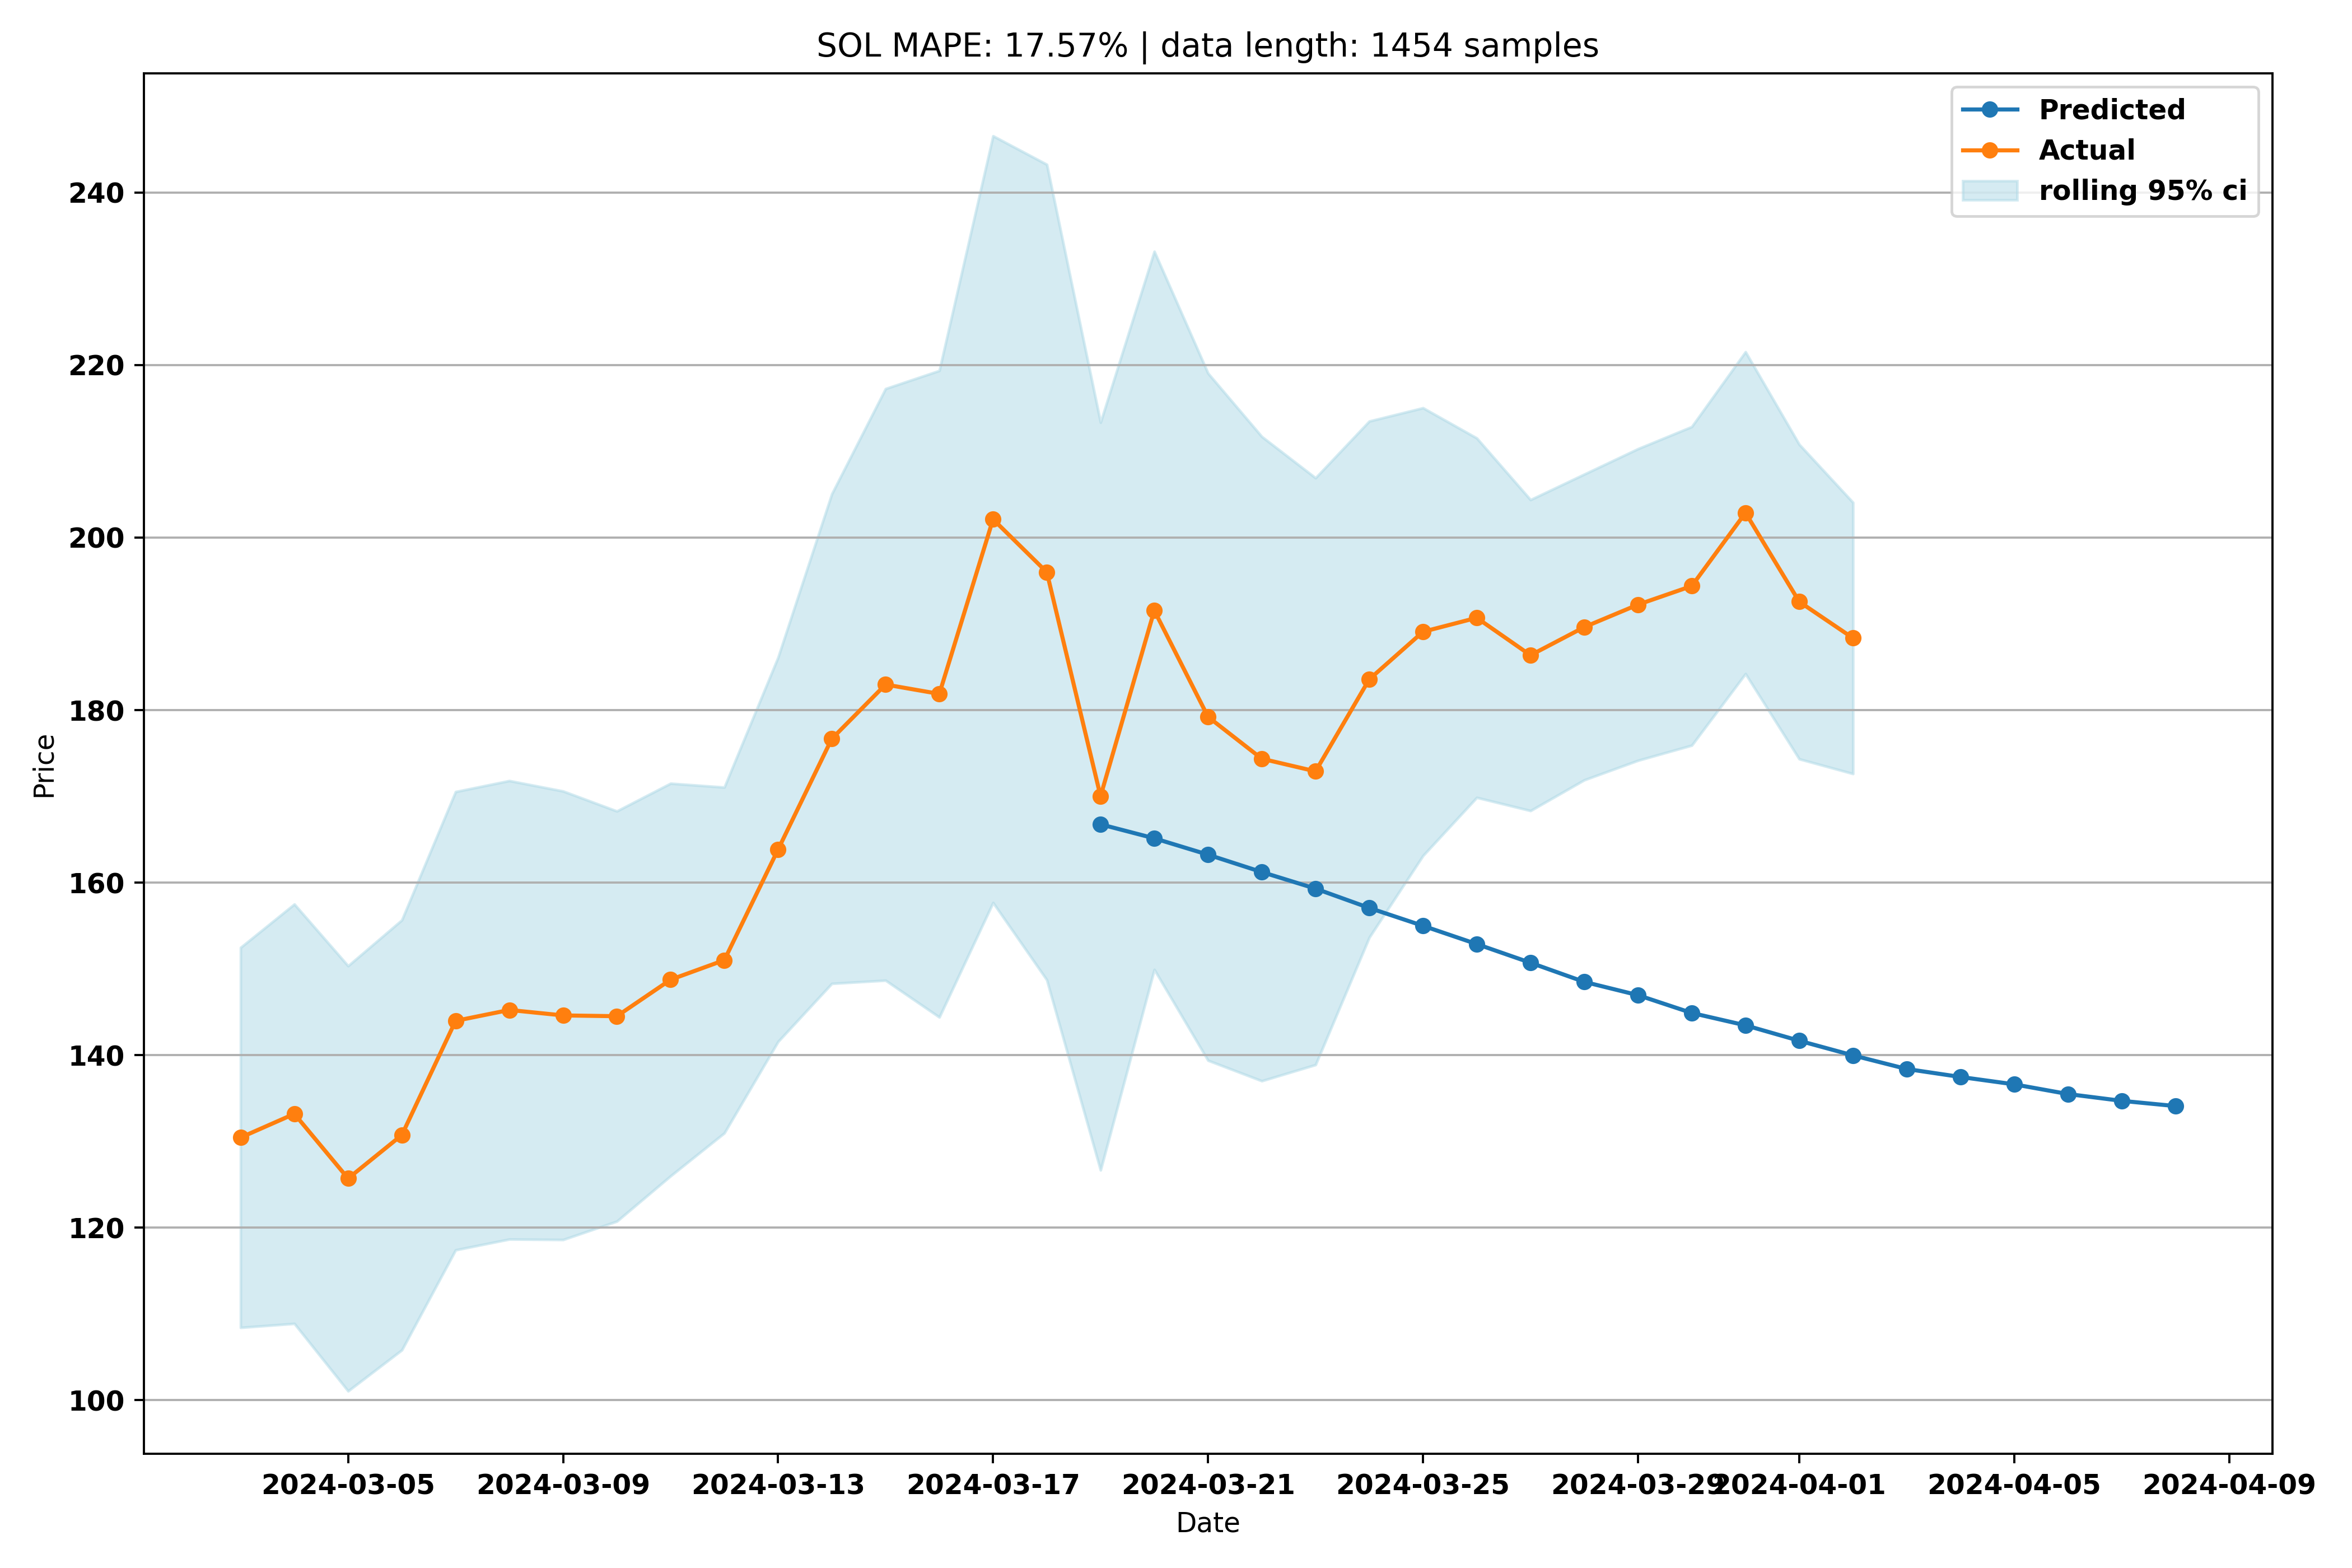 SOL MAPE: 17.57% | data length: 1454 samples
Predicted
Actual
rolling 95% ci
Price
240
220
200
180
160
140
120
100
2024-03-05 2024-03-09 2024-03-13 2024-03-17 2024-03-21 2024-03-25 2024-03-29 2024-04-01 2024-04-05 2024-04-09
Date